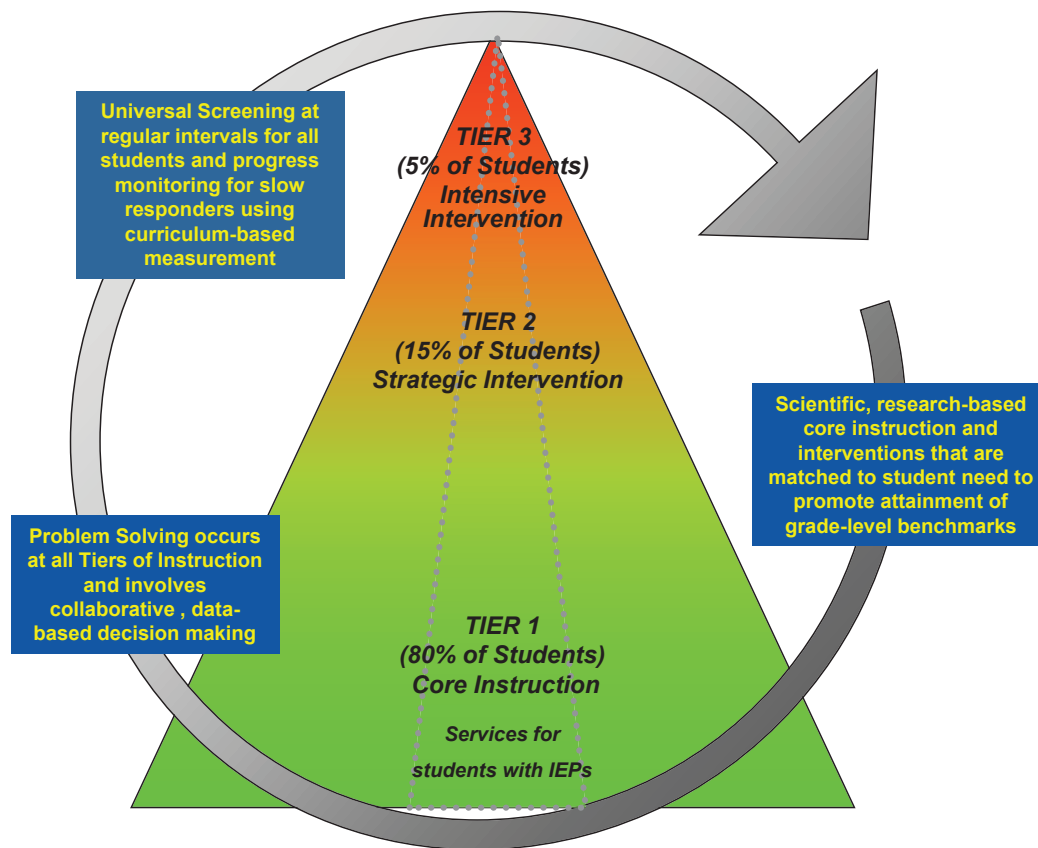 Universal Screening at
regular intervals for all
students and progress
monitoring for slow
responders using
curriculum-based
measurement
TIER 3
(5% of Students)
Intensive
Intervention
TIER 2
(15% of Students)
Strategic Intervention
Scientific, research-based
core instruction and
interventions that are
matched to student need to
promote attainment of
grade-level benchmarks
Problem Solving occurs
at all Tiers of Instruction
and involves
collaborative , data-
based decision making
TIER 1
(80% of Students)
Core Instruction
Services for
students with IEPs